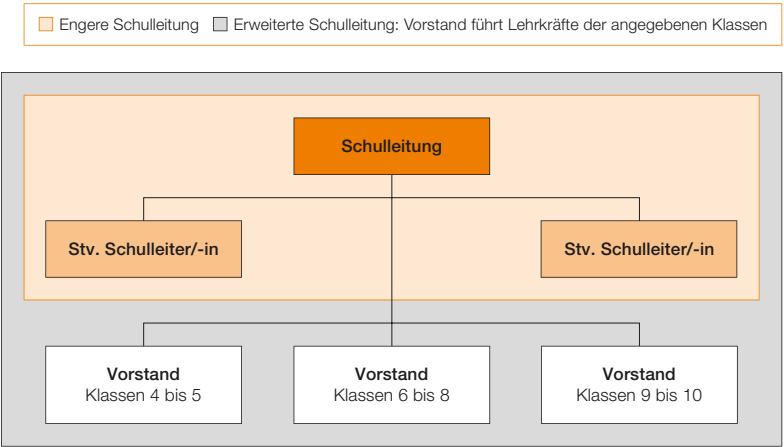 Engere Schulleitung Erweiterte Schulleitung: Vorstand führt Lehrkräfte der angegebenen Klassen
Schulleitung
Stv. Schulleiter/-in Stv. Schulleiter/-in
Vorstand Vorstand Vorstand
Klassen 4 bis 5 Klassen 6 bis 8 Klassen 9 bis 10